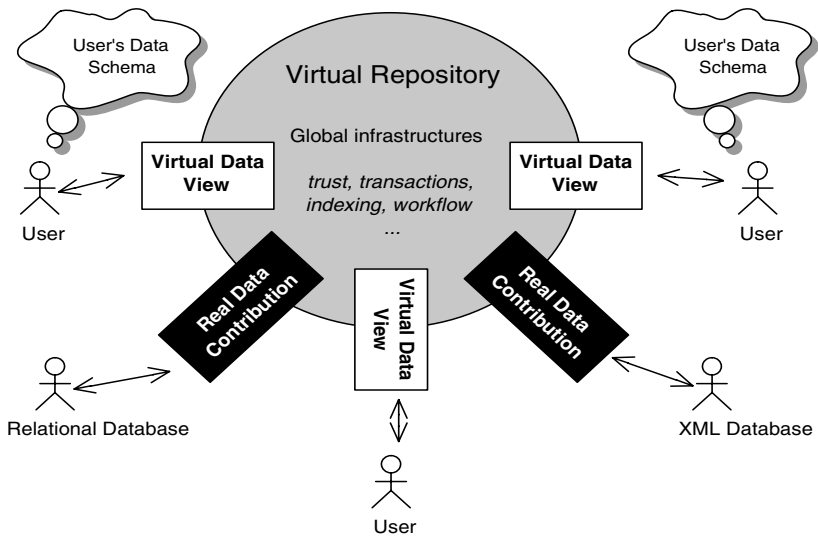 User's Data
Schema
User's Data
Schema
Virtual Repository
Global infrastructures
trust, transactions,
indexing, workflow
...
Virtual Data
View
Virtual Data
View
User
User
Real Data
Contribution
Virtual Data
View
Real Data
Contribution
Relational Database
XML Database
User